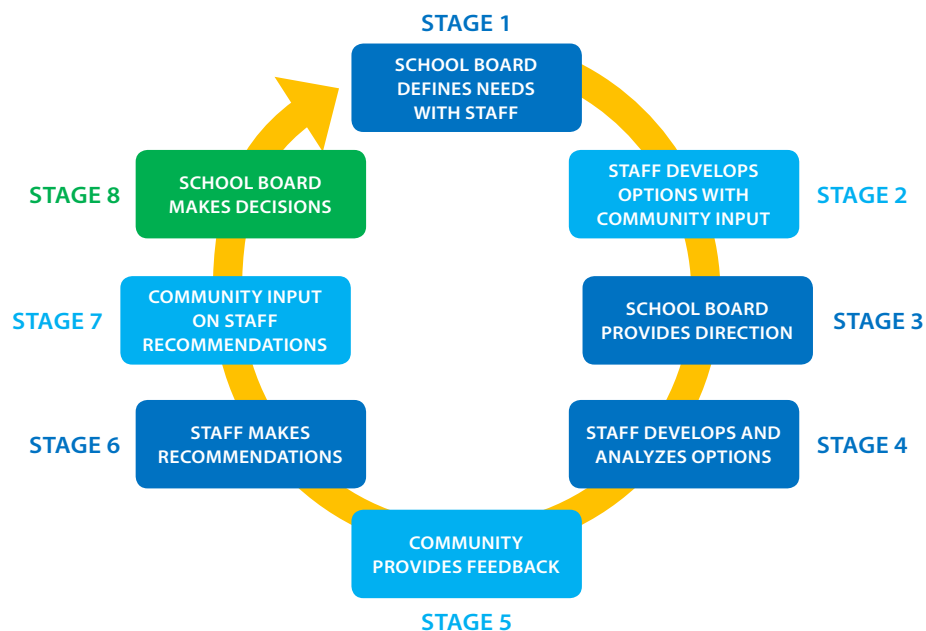 STAGE 1
SCHOOL BOARD
DEFINES NEEDS
WITH STAFF
STAFF DEVELOPS
OPTIONS WITH
COMMUNITY INPUT
STAGE 2
SCHOOL BOARD
PROVIDES DIRECTION
STAGE 3
STAFF DEVELOPS AND
ANALYZES OPTIONS
STAGE 4
COMMUNITY
PROVIDES FEEDBACK
STAGE 5
STAGE 6
STAFF MAKES
RECOMMENDATIONS
STAGE 7
COMMUNITY INPUT
ON STAFF
RECOMMENDATIONS
STAGE 8
SCHOOL BOARD
MAKES DECISIONS